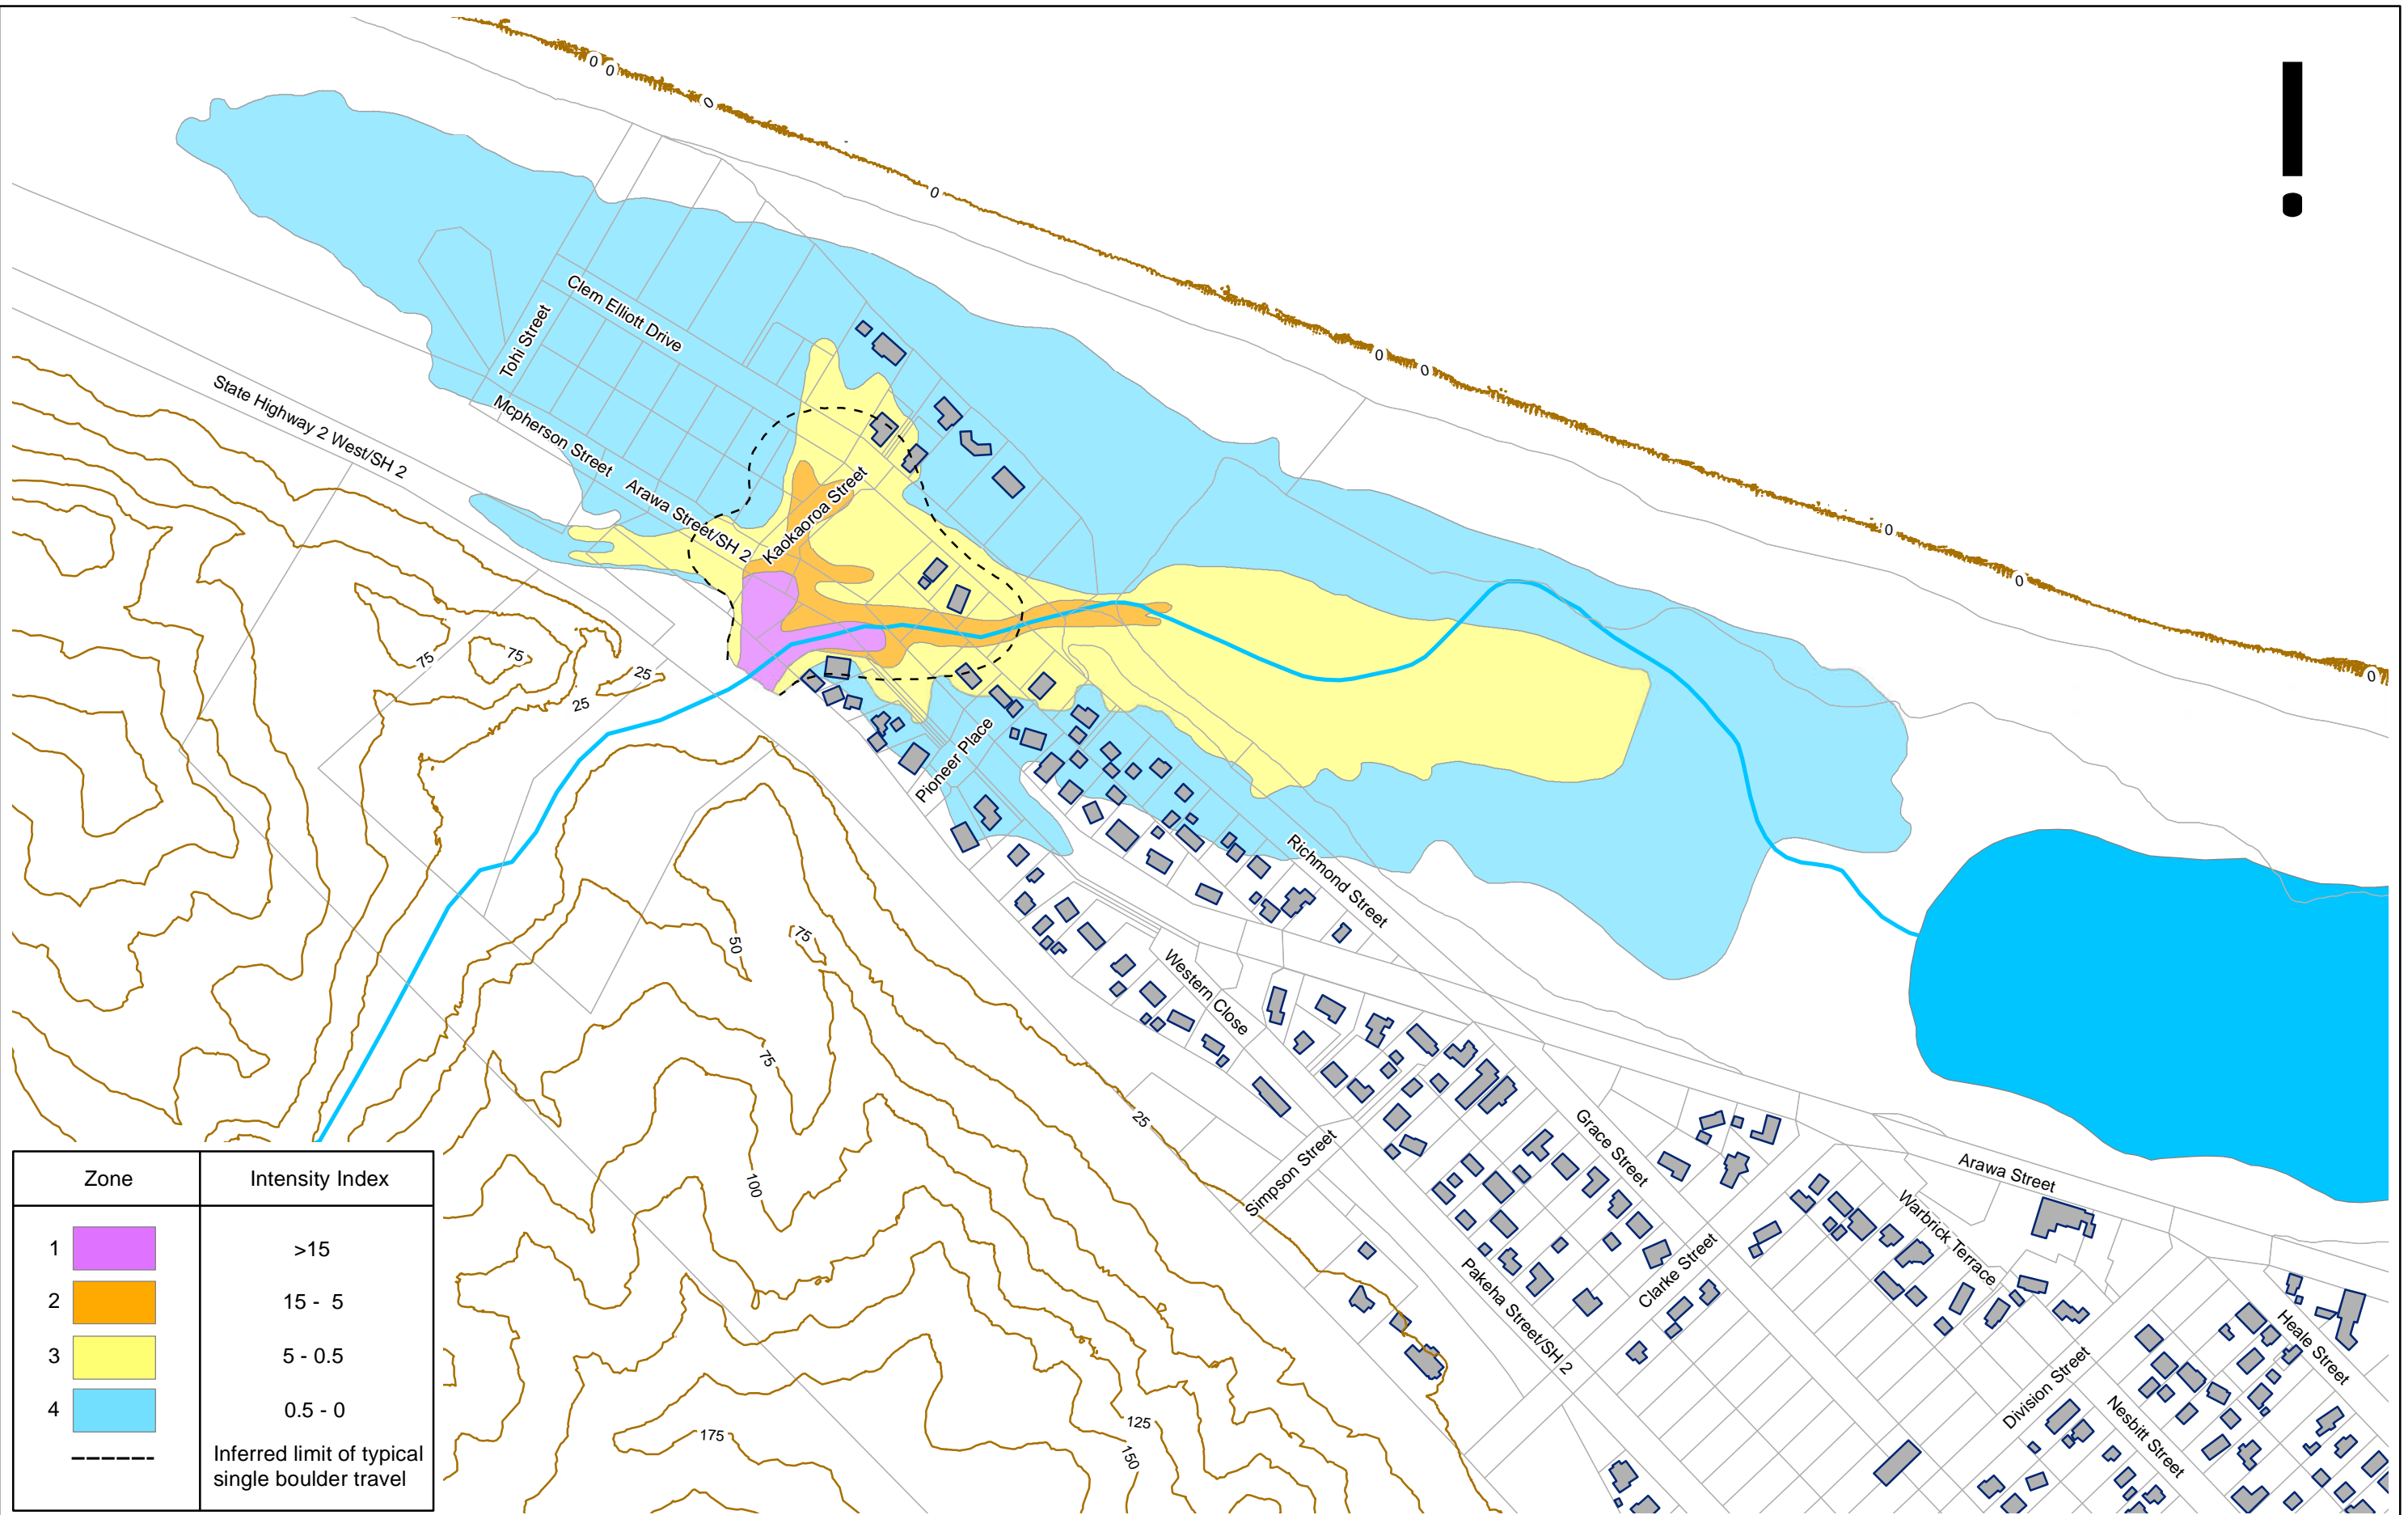 0 0
0
0
0
0
0
0
0
Clem Elliott Drive
Tohi Street
State Highway 2 West/SH 2
Mcpherson Street
Arawa Street/SH 2
Kaokaoroa Street
75
75
25
25
Pioneer Place
Richmond Street
50
75
Western Close
75
25
100
Simpson Street
Grace Street
Arawa Street
Warbrick Terrace
Clarke Street
Pakeha Street/SH 2
Heale Street
Division Street
Nesbitt Street
125
150
175
Zone Intensity Index
1 >15
2 15 - 5
3 5 - 0.5
4 0.5 - 0
Inferred limit of typical
single boulder travel
!